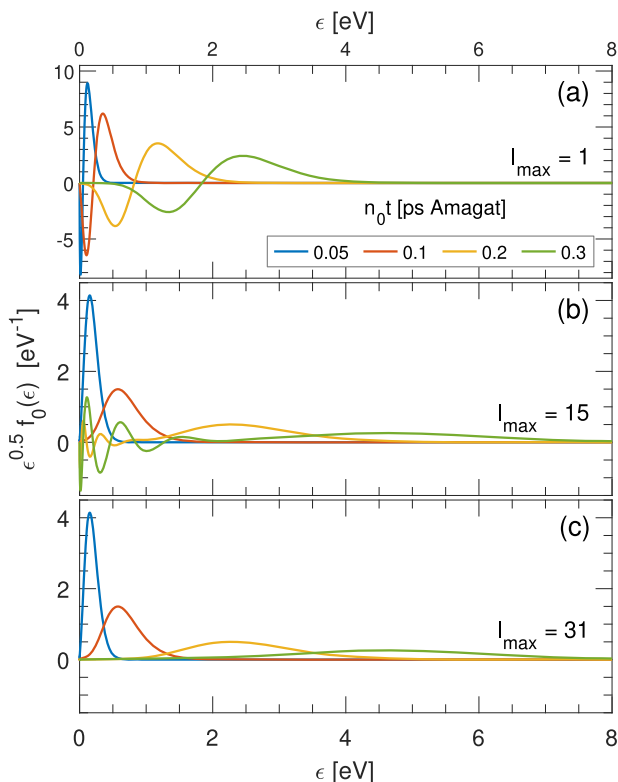 ϵ [eV]
0 2 4 6 8
10
5
0
-5
(a)
l_max = 1
n_0t [ps Amagat]
0.05 0.1 0.2 0.3
4
2
0
(b)
l_max = 15
ϵ^0.5 f_0(ϵ) [eV^-1]
4
2
0
(c)
l_max = 31
0 2 4 6 8
ϵ [eV]